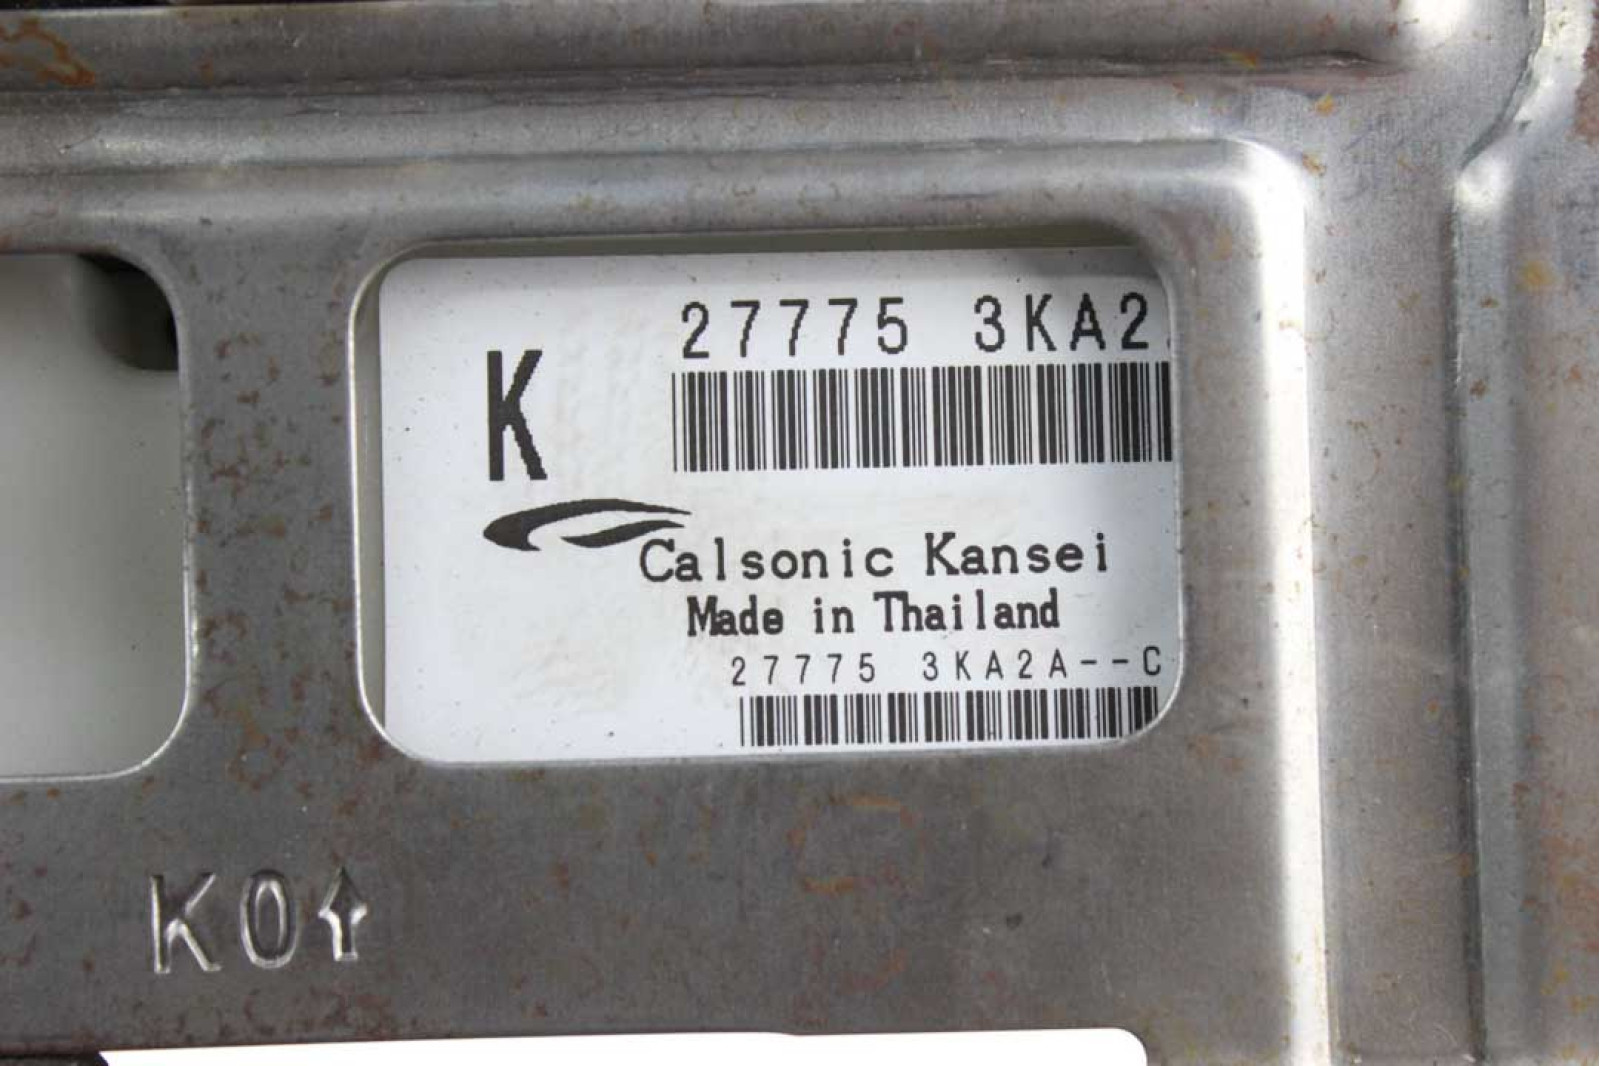 27775 3KA2
K
Calsonic Kansei
Made in Thailand
27775 3KA2A--C
K0↑